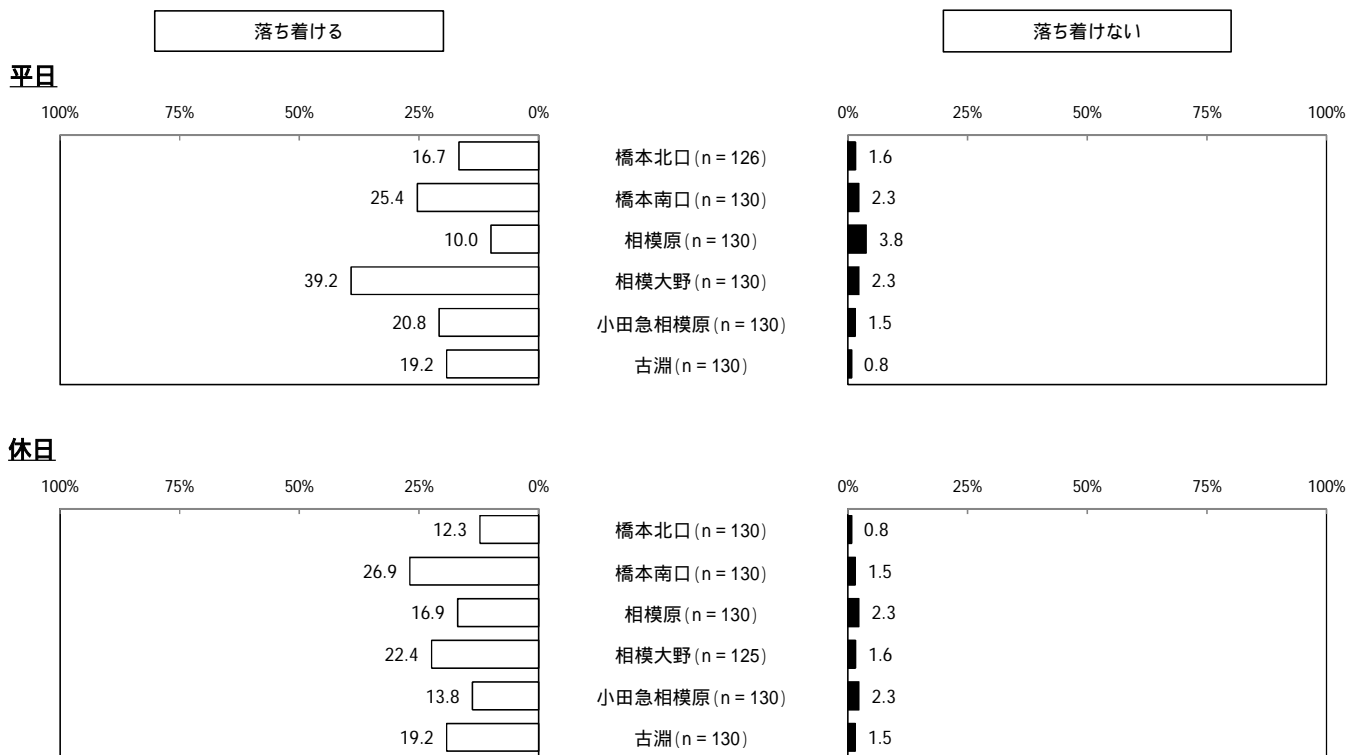 落ち着ける 落ち着けない
平日
100% 75% 50% 25% 0% 0% 25% 50% 75% 100%
16.7 橋本北口(n = 126) 1.6
25.4 橋本南口(n = 130) 2.3
10.0 相模原(n = 130) 3.8
39.2 相模大野(n = 130) 2.3
20.8 小田急相模原(n = 130) 1.5
19.2 古淵(n = 130) 0.8
休日
100% 75% 50% 25% 0% 0% 25% 50% 75% 100%
12.3 橋本北口(n = 130) 0.8
26.9 橋本南口(n = 130) 1.5
16.9 相模原(n = 130) 2.3
22.4 相模大野(n = 125) 1.6
13.8 小田急相模原(n = 130) 2.3
19.2 古淵(n = 130) 1.5